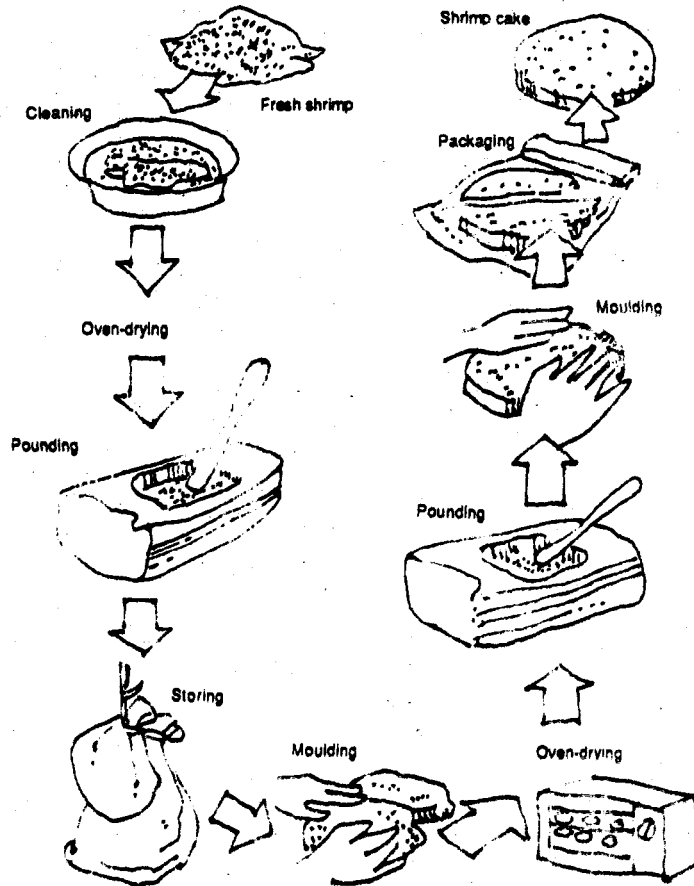 Fresh shrimp
Cleaning
Oven-drying
Pounding
Storing
Moulding
Oven-drying
Pounding
Moulding
Packaging
Shrimp cake